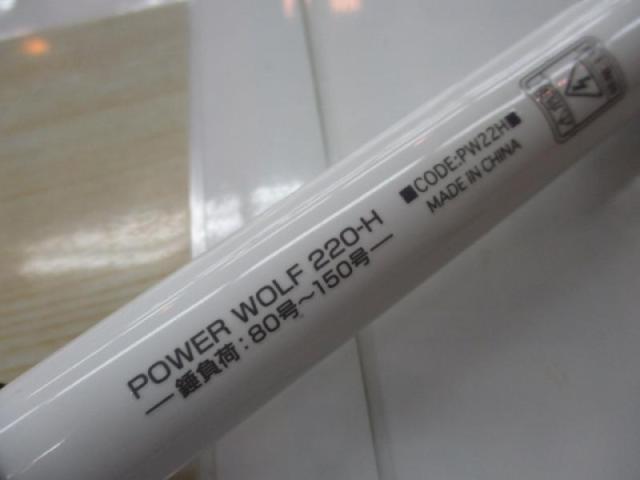 POWER WOLF 220-H
錘負荷:80号~150号
■CODE:PW22H■
MADE IN CHINA